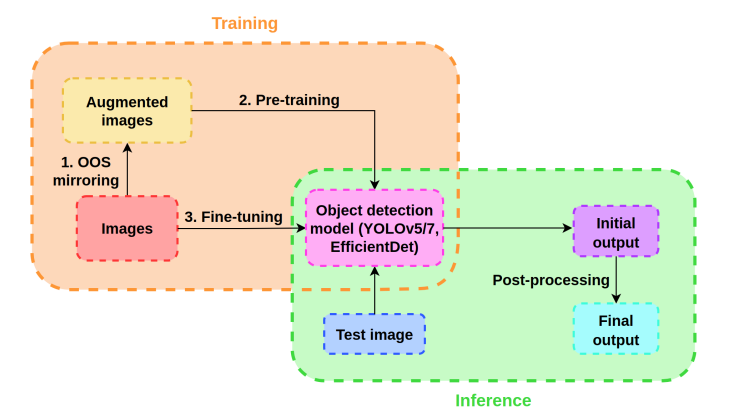 Training
Augmented
images
2. Pre-training
1. OOS
mirroring
Images
3. Fine-tuning
Object detection
model (YOLOv5/7,
EfficientDet)
Initial
output
Post-processing
Test image
Final
output
Inference